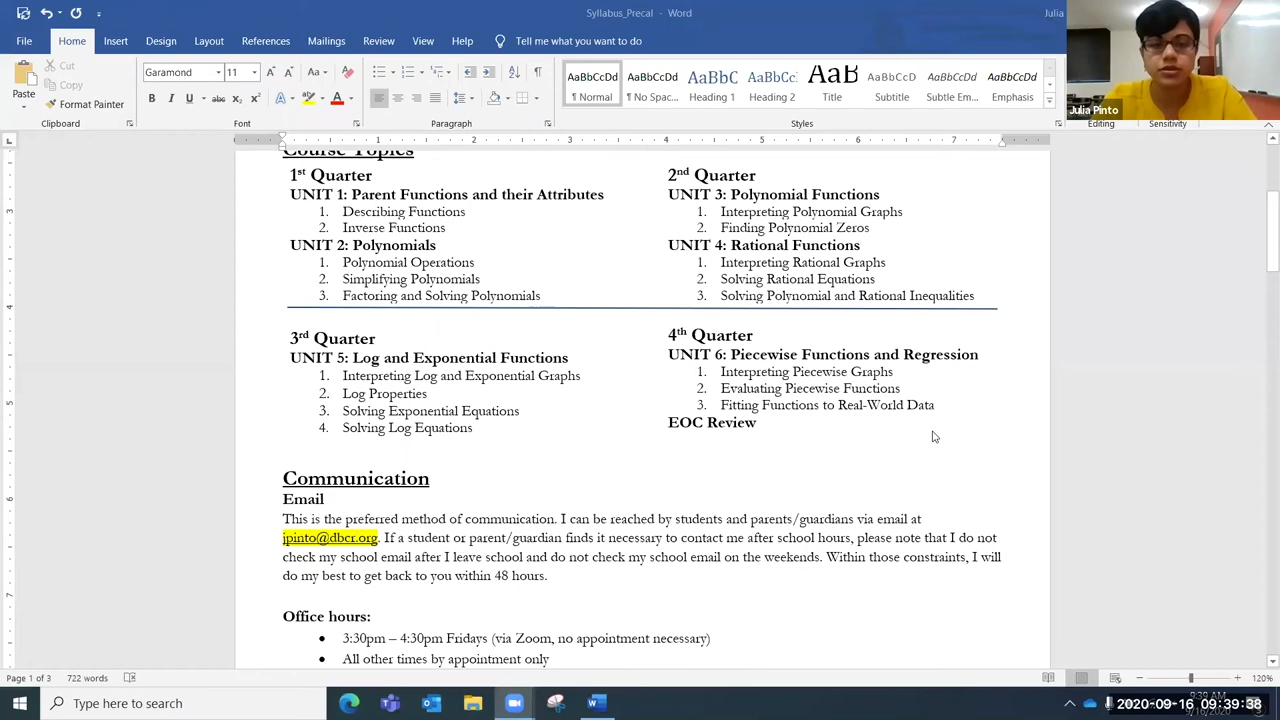 Syllabus_Precal - Word
Julia
File Home Insert Design Layout References Mailings Review View Help Tell me what you want to do
Paste
Cut
Copy
Format Painter
Garamond 11
AaBbCcDd AaBbCcDd AaBbC AaBbCc AaB AaBbCcD AaBbCcDd AaBbCcDd
¶ Normal ¶ No Spac... Heading 1 Heading 2 Title Subtitle Subtle Em... Emphasis
Clipboard Font Paragraph Styles Editing Sensitivity
Julia Pinto
Course Topics
1st Quarter
UNIT 1: Parent Functions and their Attributes
1. Describing Functions
2. Inverse Functions
UNIT 2: Polynomials
1. Polynomial Operations
2. Simplifying Polynomials
3. Factoring and Solving Polynomials
2nd Quarter
UNIT 3: Polynomial Functions
1. Interpreting Polynomial Graphs
2. Finding Polynomial Zeros
UNIT 4: Rational Functions
1. Interpreting Rational Graphs
2. Solving Rational Equations
3. Solving Polynomial and Rational Inequalities
3rd Quarter
UNIT 5: Log and Exponential Functions
1. Interpreting Log and Exponential Graphs
2. Log Properties
3. Solving Exponential Equations
4. Solving Log Equations
4th Quarter
UNIT 6: Piecewise Functions and Regression
1. Interpreting Piecewise Graphs
2. Evaluating Piecewise Functions
3. Fitting Functions to Real-World Data
EOC Review
Communication
Email
This is the preferred method of communication. I can be reached by students and parents/guardians via email at
jpinto@dbcr.org. If a student or parent/guardian finds it necessary to contact me after school hours, please note that I do not
check my school email after I leave school and do not check my school email on the weekends. Within those constraints, I will
do my best to get back to you within 48 hours.
Office hours:
• 3:30pm – 4:30pm Fridays (via Zoom, no appointment necessary)
• All other times by appointment only
Page 1 of 3 722 words 120%
Type here to search
9:39 AM
9/16/2020
2020-09-16 09:39:38